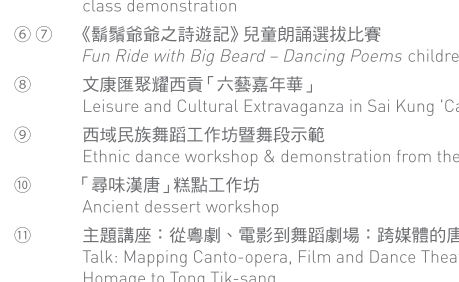 class demonstration
⑥ ⑦ 《鬍鬚爺爺之詩遊記》兒童朗誦選拔比賽
Fun Ride with Big Beard – Dancing Poems childre
⑧ 文康匯聚耀西貢「六藝嘉年華」
Leisure and Cultural Extravaganza in Sai Kung 'Ca
⑨ 西域民族舞蹈工作坊暨舞段示範
Ethnic dance workshop & demonstration from the
⑩ 「尋味漢唐」糕點工作坊
Ancient dessert workshop
⑪ 主題講座：從粵劇、電影到舞蹈劇場：跨媒體的唐
Talk: Mapping Canto-opera, Film and Dance Thea
Homage to Tong Tik-sang